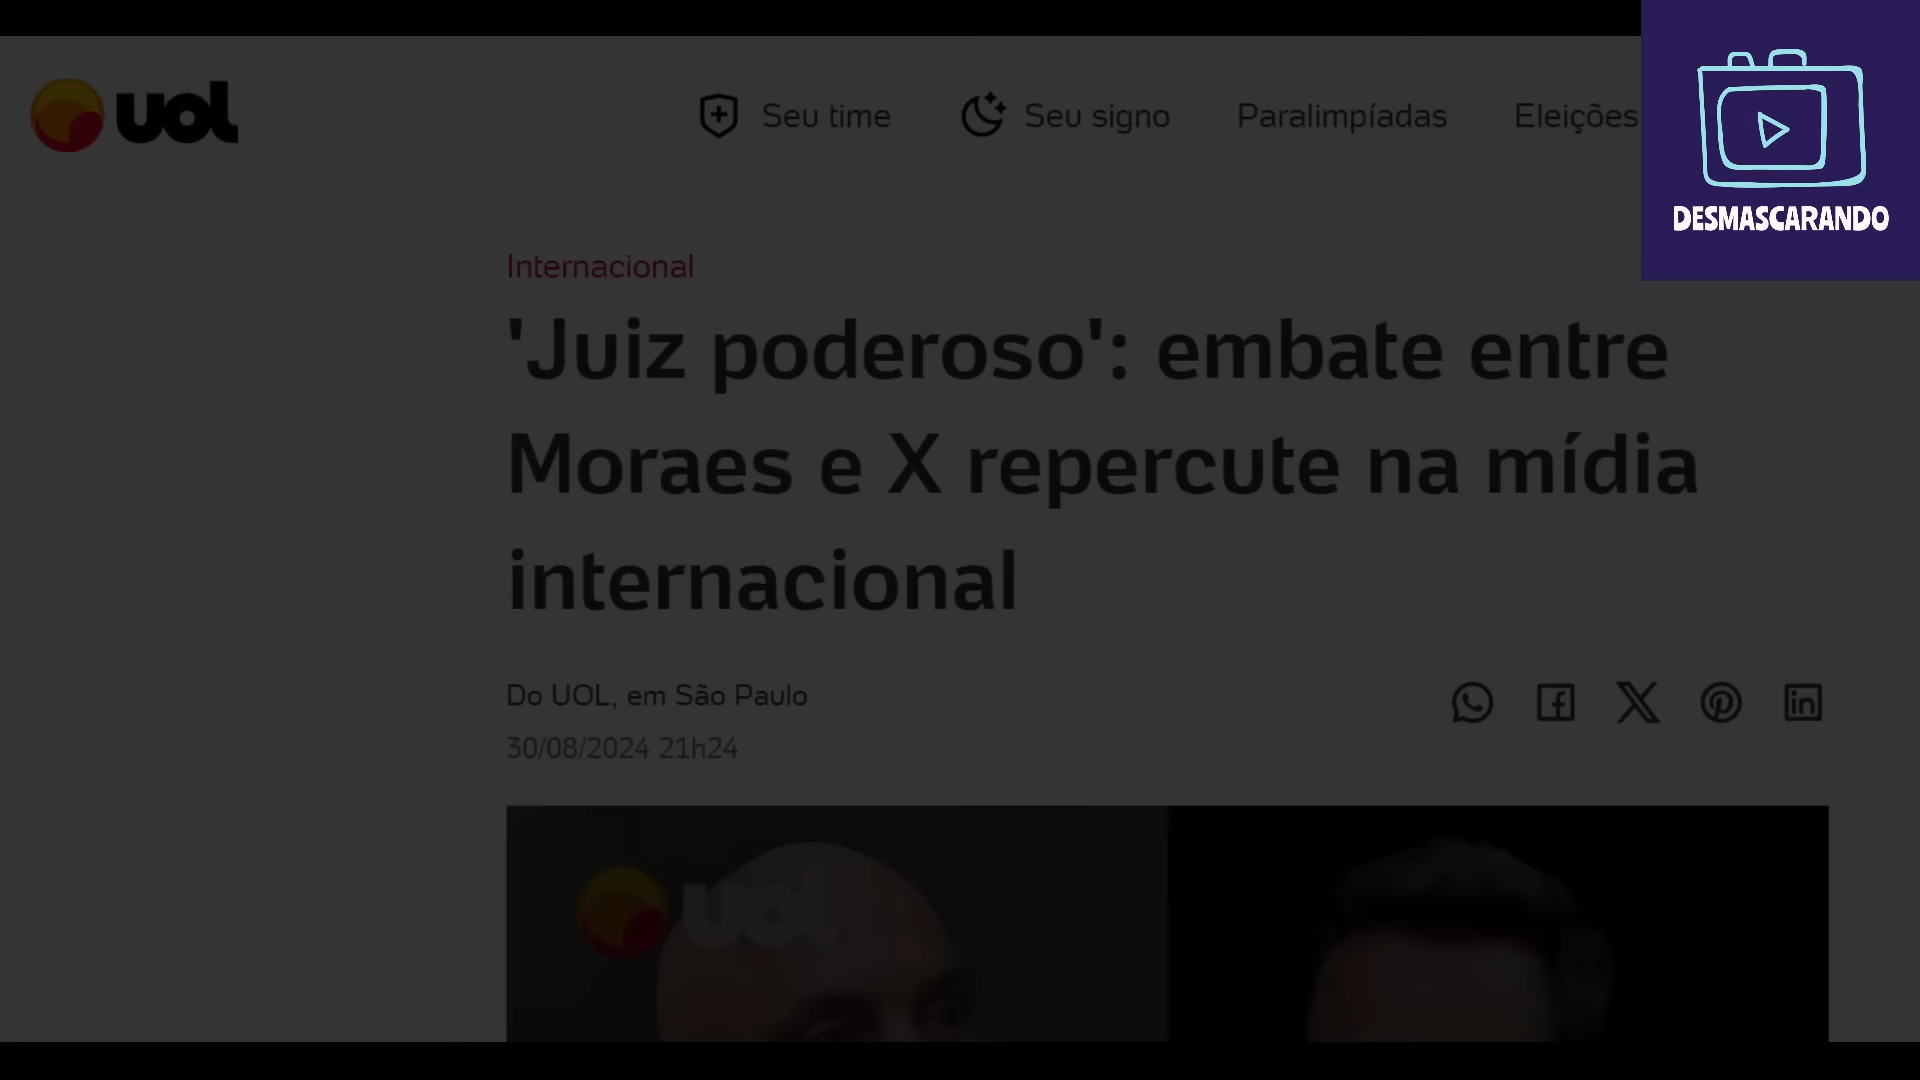 uol
Seu time
Seu signo
Paralimpíadas
Eleições
DESMASCARANDO
Internacional
'Juiz poderoso': embate entre
Moraes e X repercute na mídia
internacional
Do UOL, em São Paulo
30/08/2024 21h24
uol